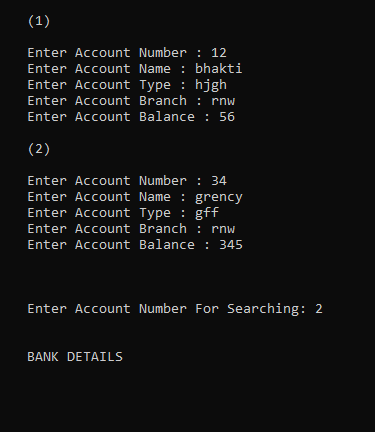 (1)
Enter Account Number : 12
Enter Account Name : bhakti
Enter Account Type : hjgh
Enter Account Branch : rnw
Enter Account Balance : 56
(2)
Enter Account Number : 34
Enter Account Name : grency
Enter Account Type : gff
Enter Account Branch : rnw
Enter Account Balance : 345
Enter Account Number For Searching: 2
BANK DETAILS